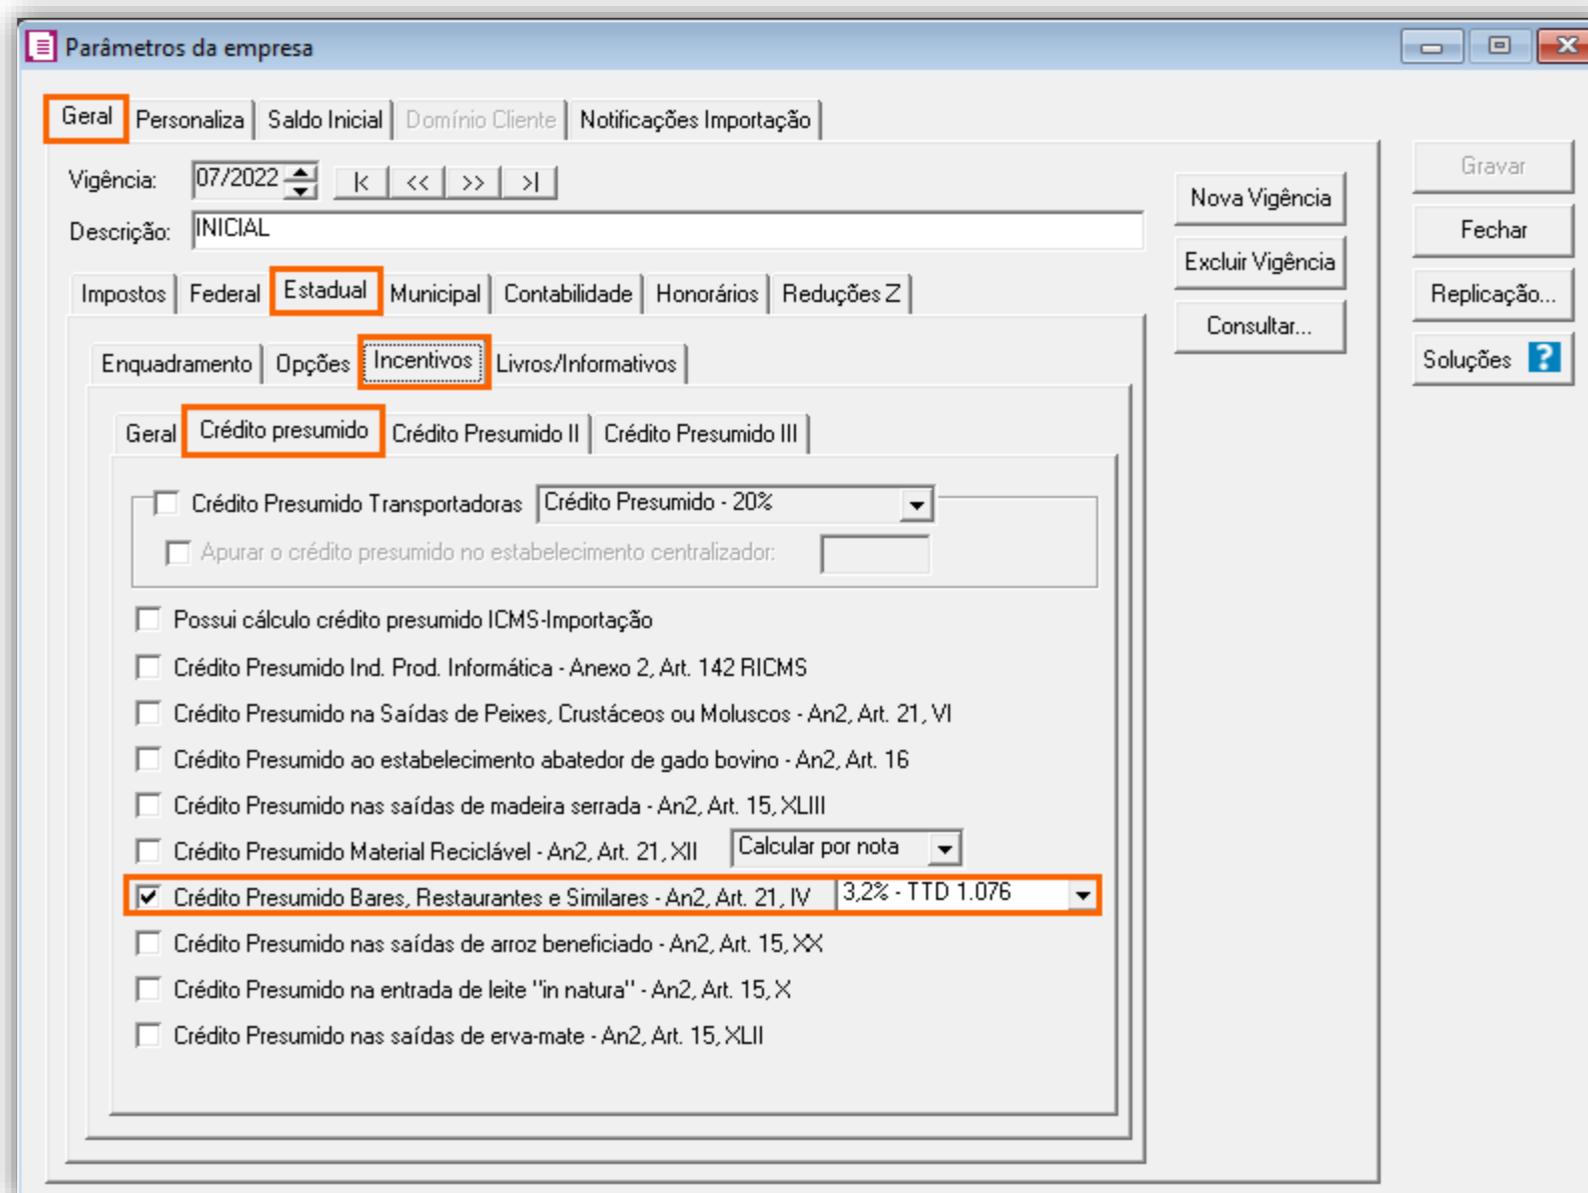 Parâmetros da empresa
Geral Personaliza Saldo Inicial Domínio Cliente Notificações Importação
Vigência: 07/2022 |< << >> >|
Descrição: INICIAL
Nova Vigência
Excluir Vigência
Consultar...
Gravar
Fechar
Replicação...
Soluções ?
Impostos Federal Estadual Municipal Contabilidade Honorários Reduções Z
Enquadramento Opções Incentivos Livros/Informativos
Geral Crédito presumido Crédito Presumido II Crédito Presumido III
Crédito Presumido Transportadoras Crédito Presumido - 20%
Apurar o crédito presumido no estabelecimento centralizador:
Possui cálculo crédito presumido ICMS-Importação
Crédito Presumido Ind. Prod. Informática - Anexo 2, Art. 142 RICMS
Crédito Presumido na Saídas de Peixes, Crustáceos ou Moluscos - An2, Art. 21, VI
Crédito Presumido ao estabelecimento abatedor de gado bovino - An2, Art. 16
Crédito Presumido nas saídas de madeira serrada - An2, Art. 15, XLIII
Crédito Presumido Material Reciclável - An2, Art. 21, XII Calcular por nota
Crédito Presumido Bares, Restaurantes e Similares - An2, Art. 21, IV 3,2% - TTD 1.076
Crédito Presumido nas saídas de arroz beneficiado - An2, Art. 15, XX
Crédito Presumido na entrada de leite "in natura" - An2, Art. 15, X
Crédito Presumido nas saídas de erva-mate - An2, Art. 15, XLII